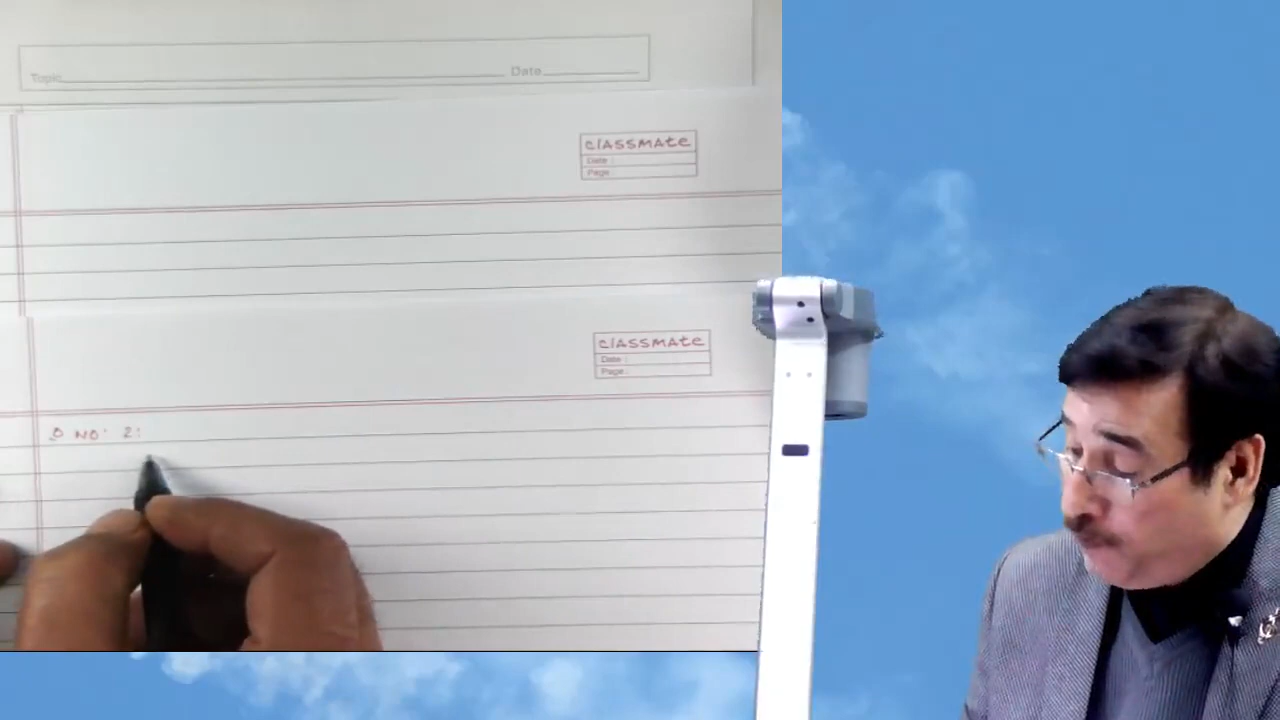 Topic Date
classmate
Date :
Page
classmate
Date :
Page :
Q NO: 2: